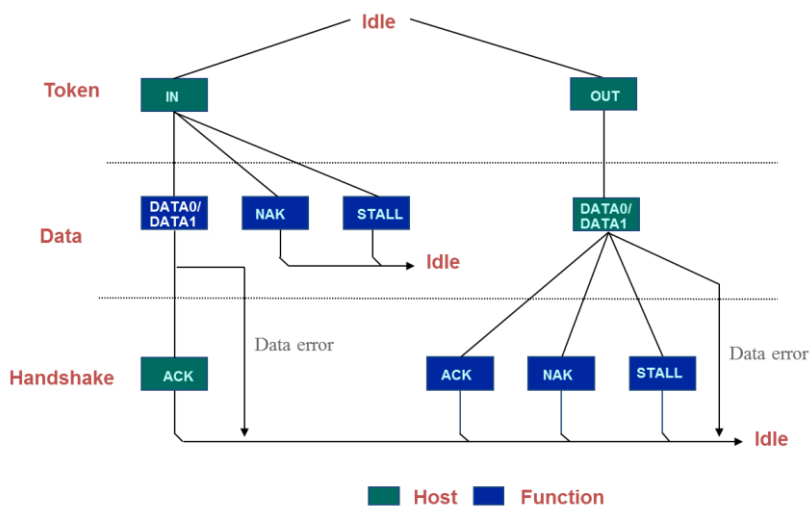 Idle
Token
IN
OUT
DATA0/
DATA1
NAK
STALL
DATA0/
DATA1
Data
Idle
Data error
Data error
Handshake
ACK
ACK
NAK
STALL
Idle
Host
Function